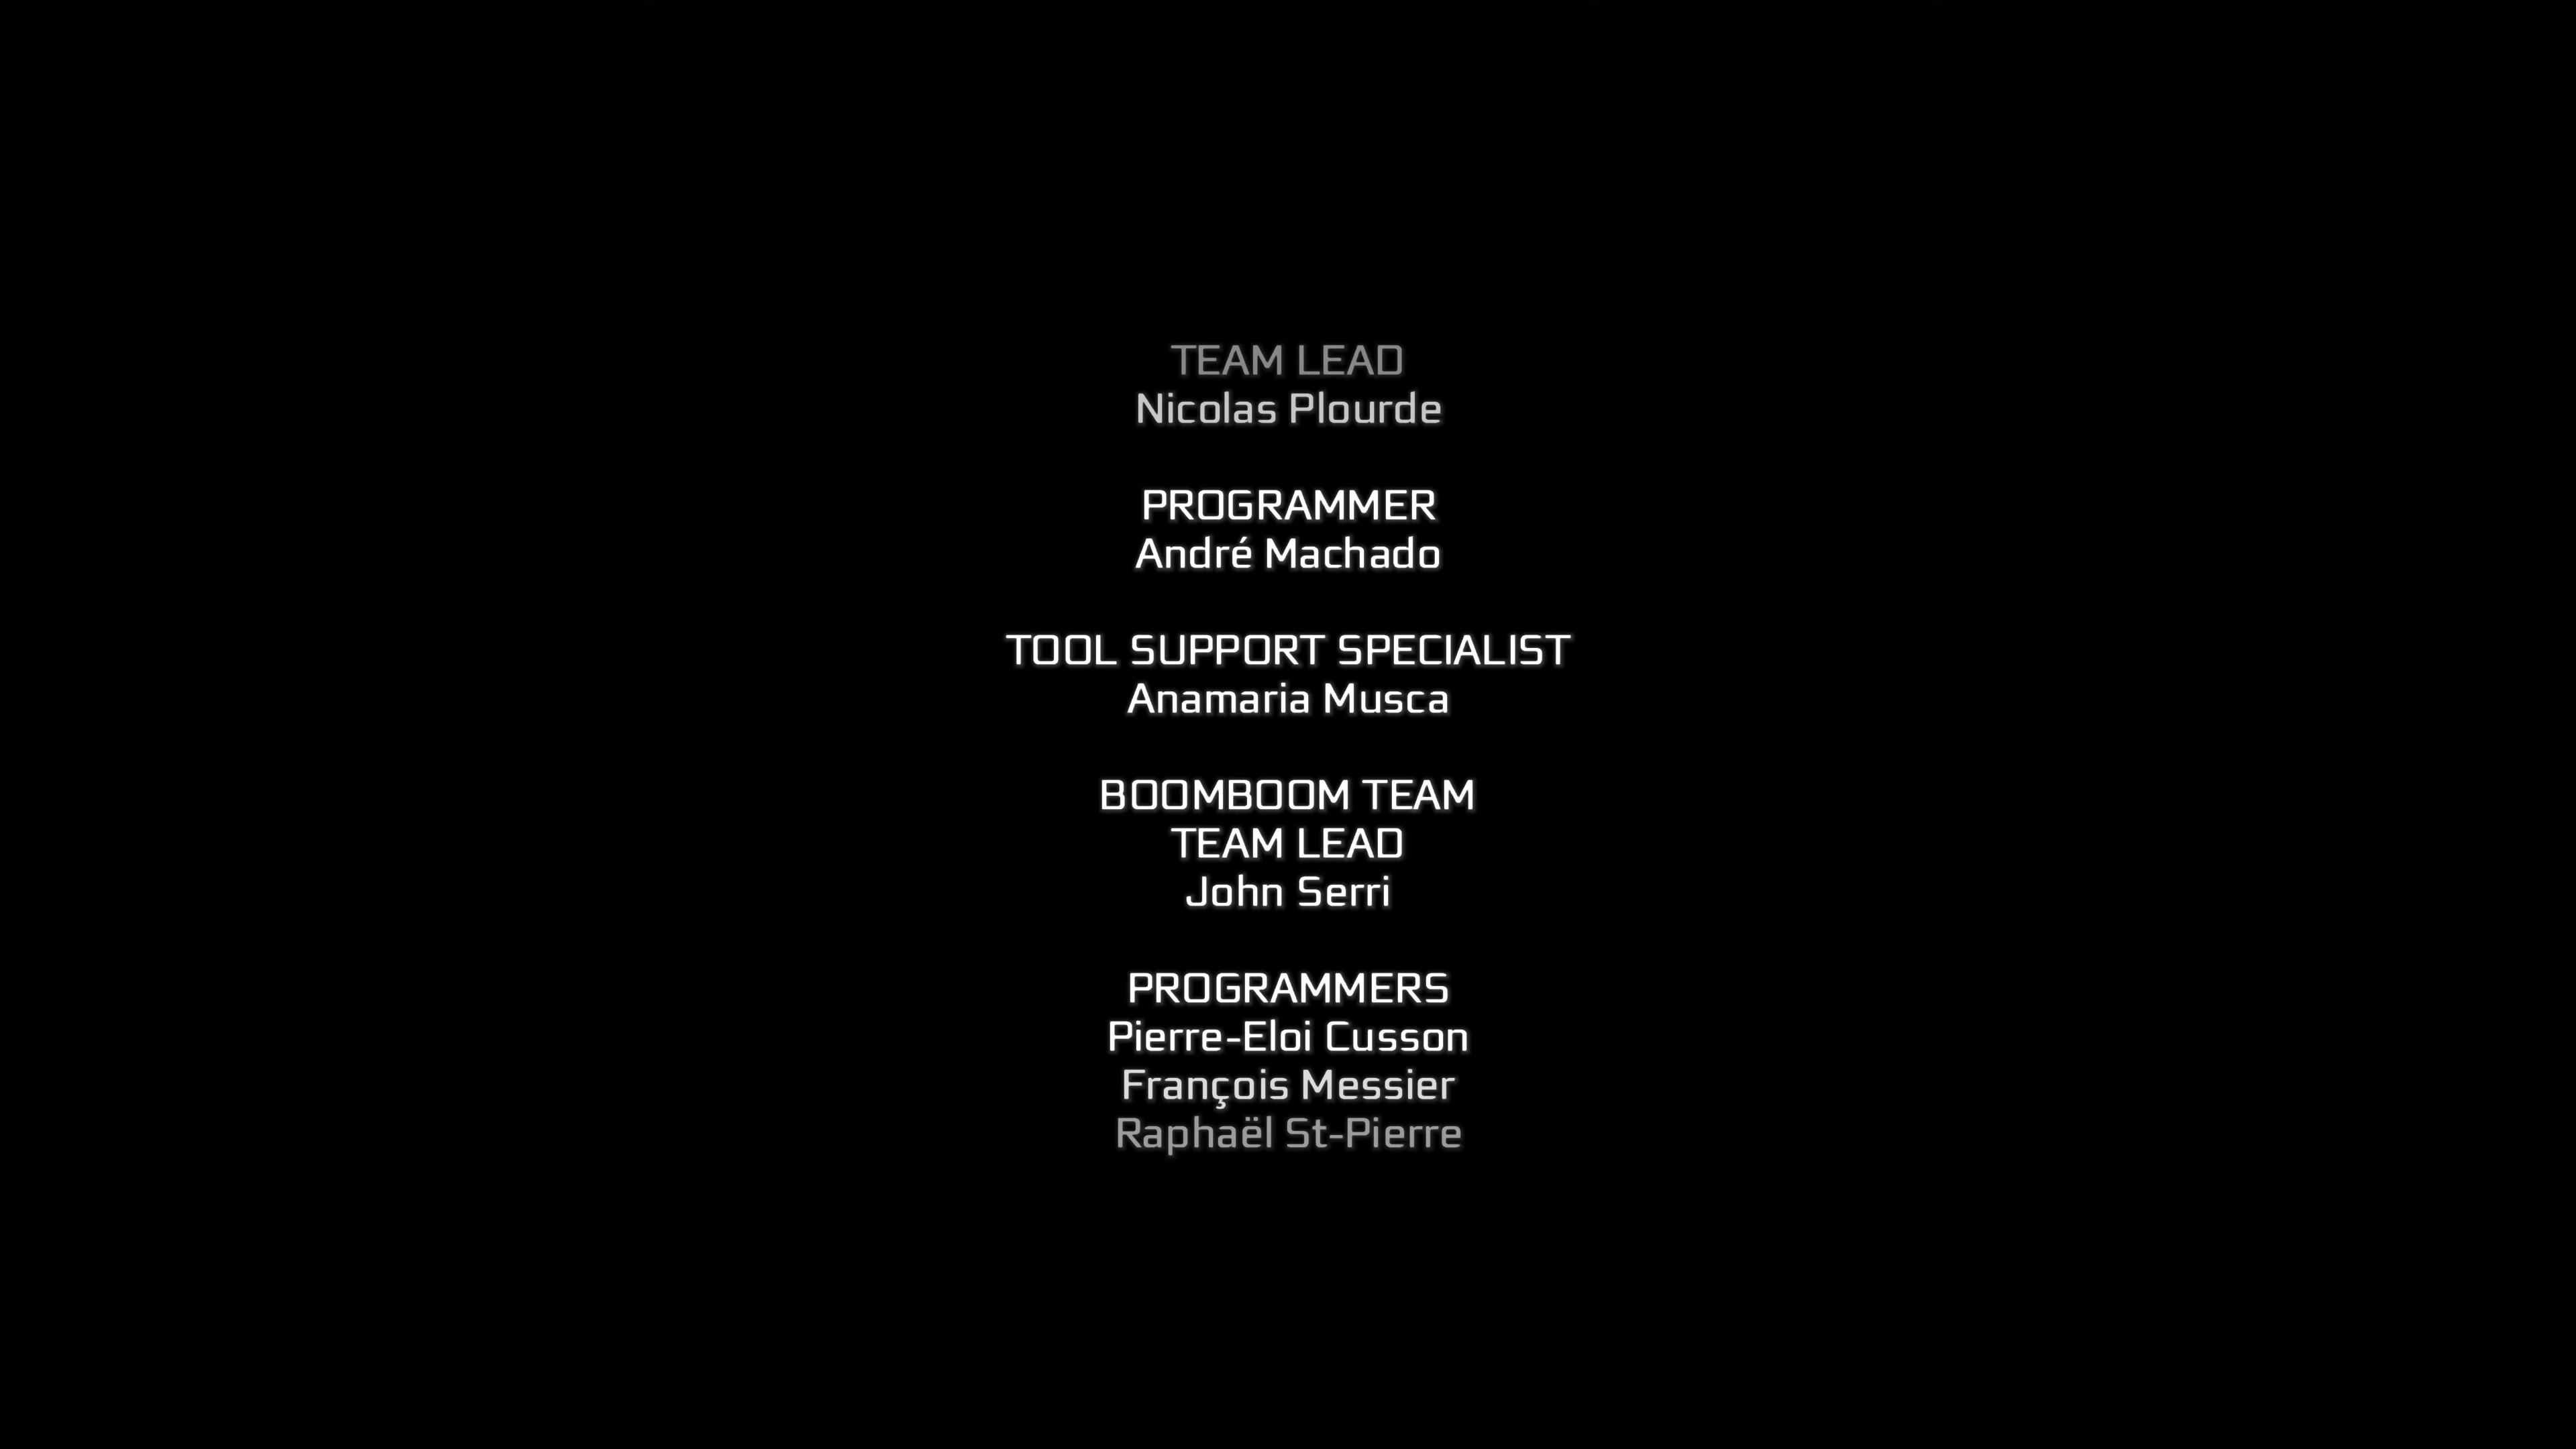 TEAM LEAD
Nicolas Plourde
PROGRAMMER
André Machado
TOOL SUPPORT SPECIALIST
Anamaria Musca
BOOMBOOM TEAM
TEAM LEAD
John Serri
PROGRAMMERS
Pierre-Eloi Cusson
François Messier
Raphaël St-Pierre